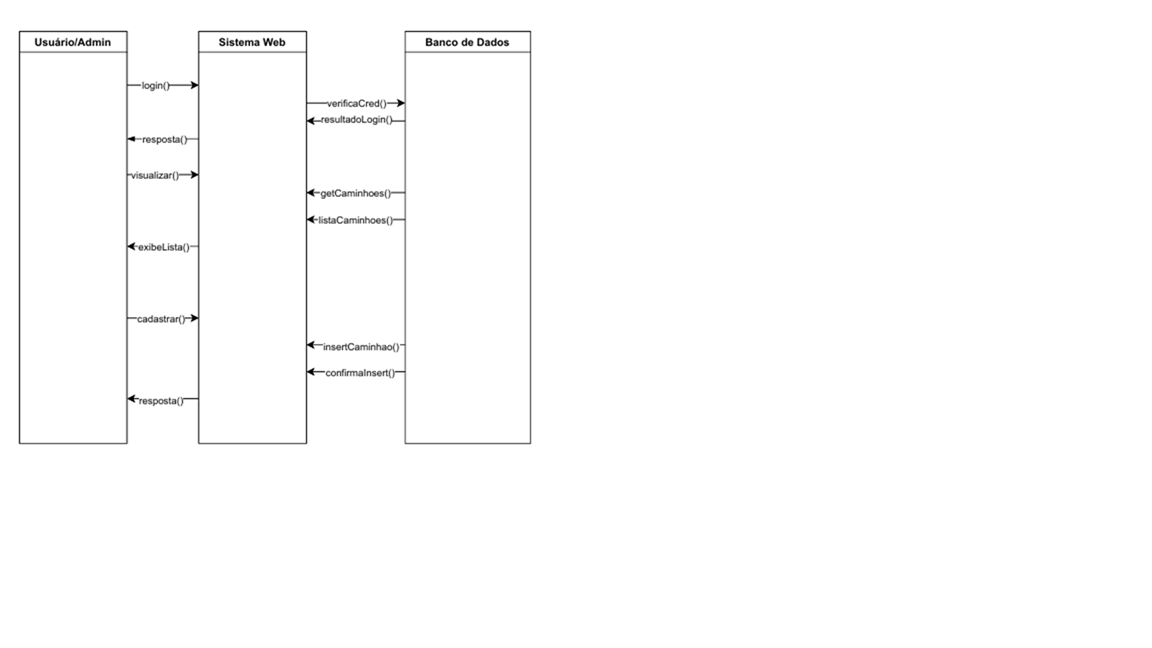 Usuário/Admin
Sistema Web
Banco de Dados
login()
verificaCred()
resultadoLogin()
resposta()
visualizar()
getCaminhoes()
listaCaminhoes()
exibeLista()
cadastrar()
insertCaminhao()
confirmaInsert()
resposta()